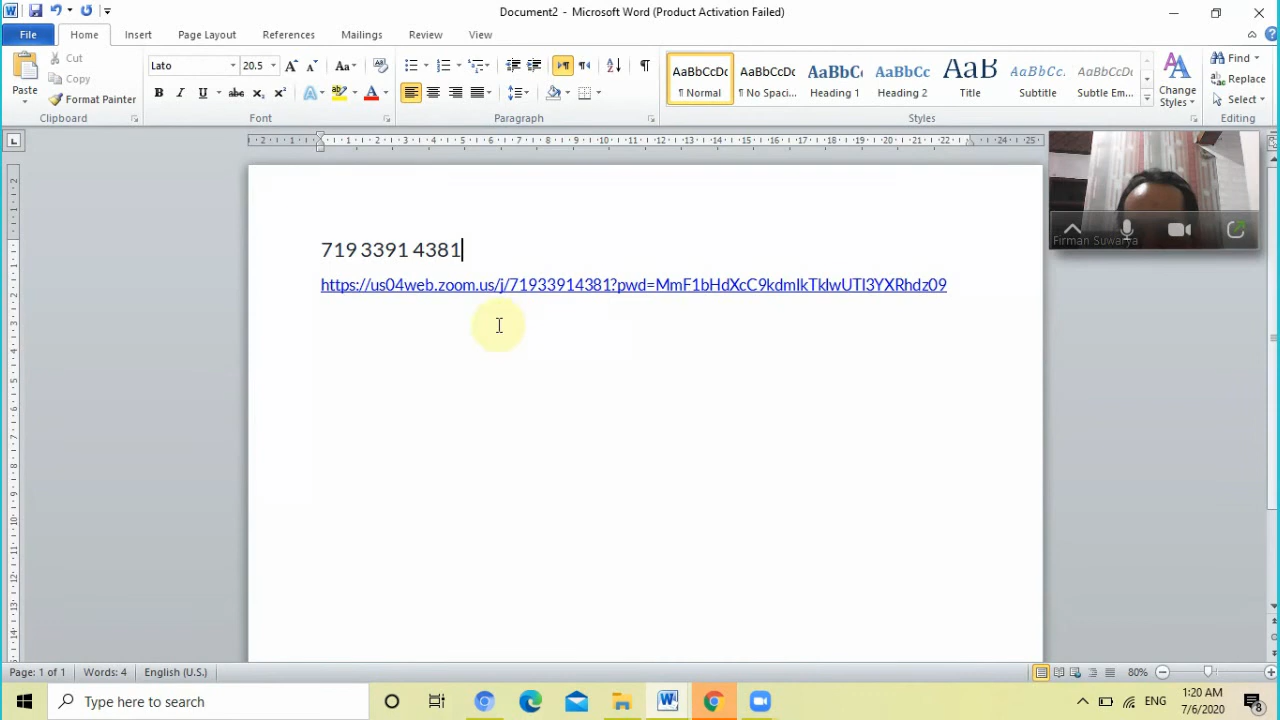 Document2 - Microsoft Word (Product Activation Failed)
File Home Insert Page Layout References Mailings Review View
Paste
Cut
Copy
Format Painter
Clipboard
Lato 20.5
Font
Paragraph
AaBbCcDc AaBbCcDc AaBbCc AaBbCc AaB AaBbCcDc AaBbCcDc
¶ Normal ¶ No Spaci... Heading 1 Heading 2 Title Subtitle Subtle Em...
Change Styles
Styles
Find
Replace
Select
Editing
Firman Suwarya
719 3391 4381
https://us04web.zoom.us/j/71933914381?pwd=MmF1bHdXcC9kdmlkTklwUTl3YXRhdz09
Page: 1 of 1 Words: 4 English (U.S.) 80%
Type here to search
ENG
1:20 AM
7/6/2020
8